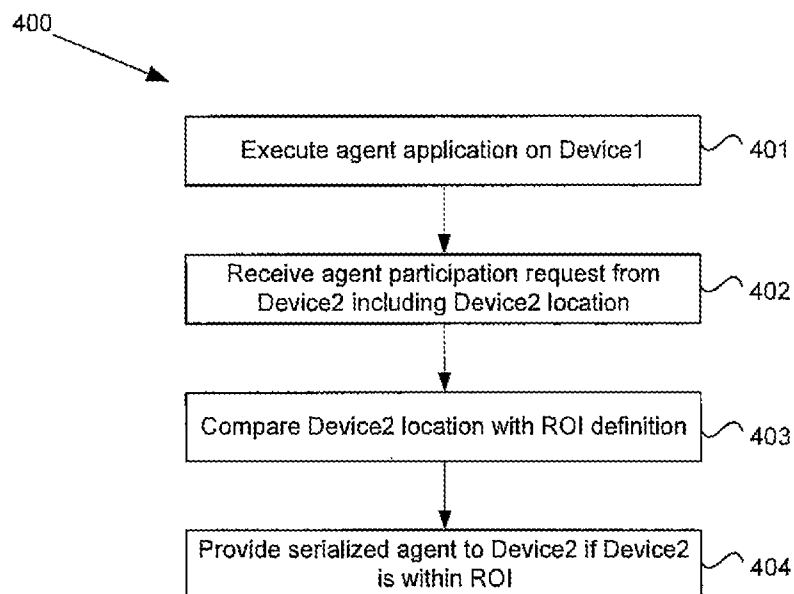 400
Execute agent application on Device1
401
Receive agent participation request from
Device2 including Device2 location
402
Compare Device2 location with ROI definition
403
Provide serialized agent to Device2 if Device2
is within ROI
404